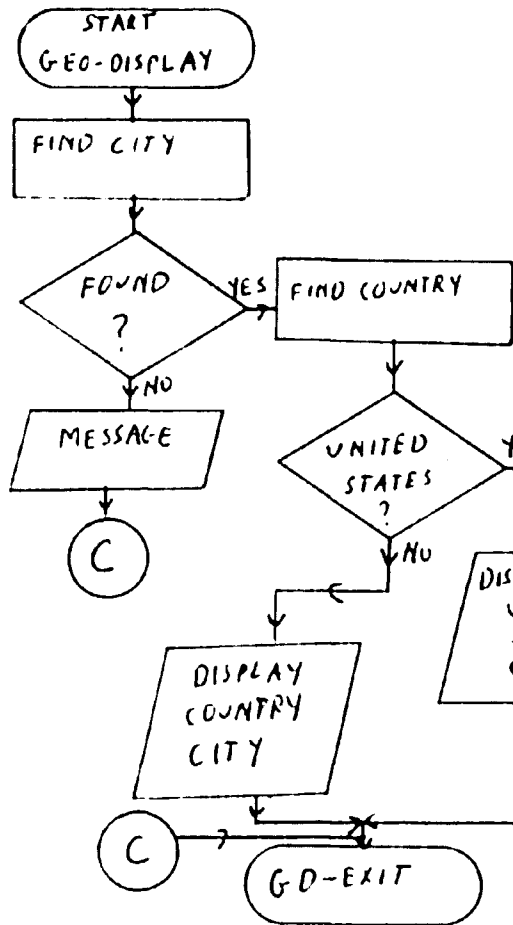 START
GEO-DISPLAY
FIND CITY
FOUND
?
YES
FIND COUNTRY
NO
MESSAGE
C
UNITED
STATES
?
NO
DISPLAY
COUNTRY
CITY
C
GD-EXIT